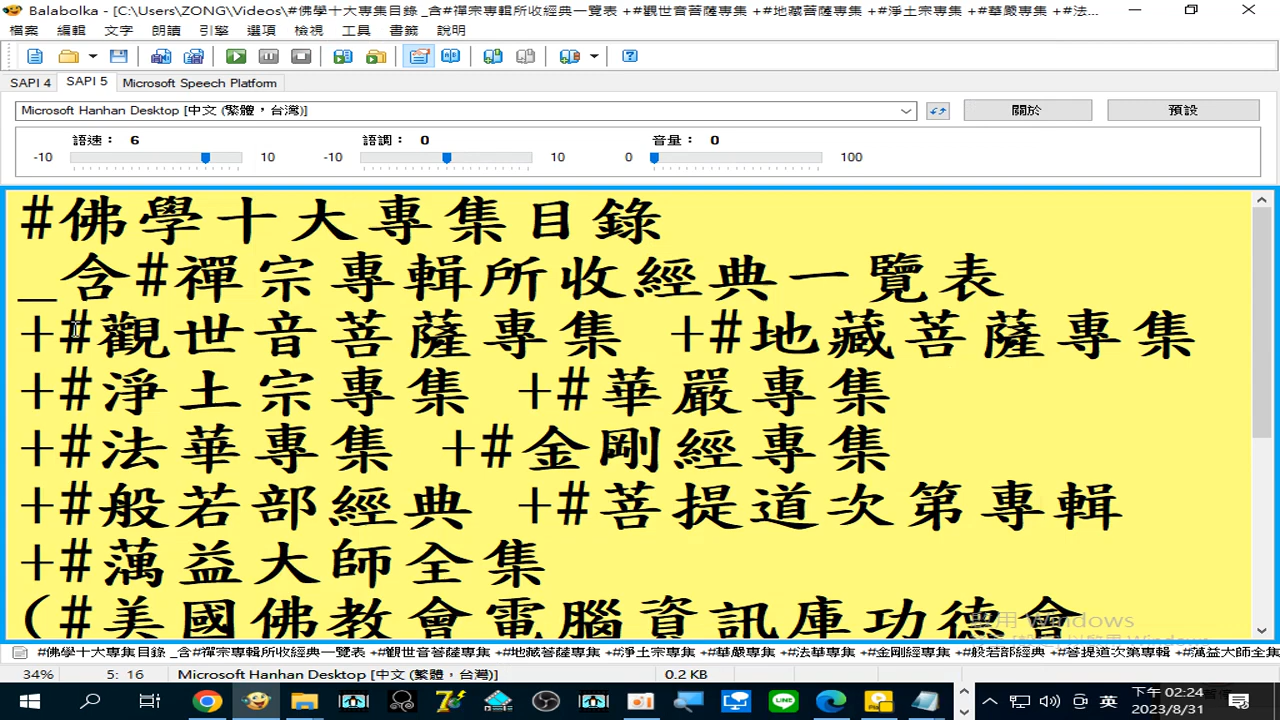 Balabolka - [C:\Users\ZONG\Videos\#佛學十大專集目錄 _含#禪宗專輯所收經典一覽表 +#觀世音菩薩專集 +#地藏菩薩專集 +#淨土宗專集 +#華嚴專集 +#法...
檔案 編輯 文字 朗讀 引擎 選項 檢視 工具 書籤 說明
SAPI 4 SAPI 5 Microsoft Speech Platform
Microsoft Hanhan Desktop [中文 (繁體，台灣)] 關於 預設
語速： 6 語調： 0 音量： 0
-10 10 -10 10 0 100
#佛學十大專集目錄
_含#禪宗專輯所收經典一覽表
+#觀世音菩薩專集 +#地藏菩薩專集
+#淨土宗專集 +#華嚴專集
+#法華專集 +#金剛經專集
+#般若部經典 +#菩提道次第專輯
+#蕅益大師全集
(#美國佛教會電腦資訊庫功德會
啟用 Windows
#佛學十大專集目錄 _含#禪宗專輯所收經典一覽表 +#觀世音菩薩專集 +#地藏菩薩專集 +#淨土宗專集 +#華嚴專集 +#法華專集 +#金剛經專集 +#般若部經典 +#菩提道次第專輯 +#蕅益大師全集
34% 5: 16 Microsoft Hanhan Desktop [中文 (繁體，台灣)] 0.2 KB
英 下午 02:24
2023/8/31